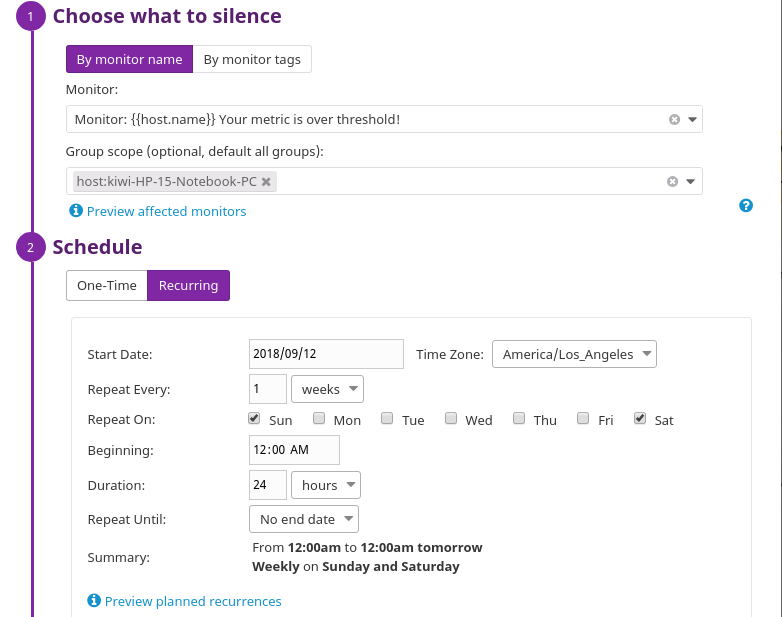 1 Choose what to silence
By monitor name By monitor tags
Monitor:
Monitor: {{host.name}} Your metric is over threshold!
Group scope (optional, default all groups):
host:kiwi-HP-15-Notebook-PC
Preview affected monitors
?
2 Schedule
One-Time Recurring
Start Date: 2018/09/12 Time Zone: America/Los_Angeles
Repeat Every: 1 weeks
Repeat On: Sun Mon Tue Wed Thu Fri Sat
Beginning: 12:00 AM
Duration: 24 hours
Repeat Until: No end date
Summary: From 12:00am to 12:00am tomorrow
Weekly on Sunday and Saturday
Preview planned recurrences